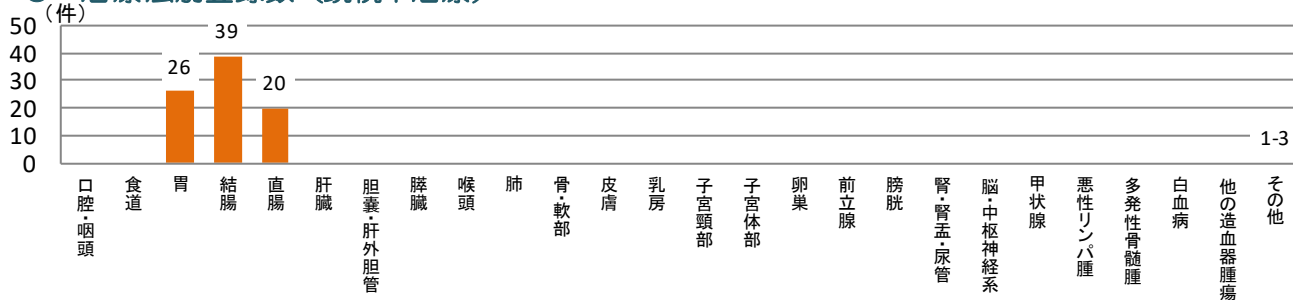 （件）
50
40
30
20
10
0
26
39
20
1-3
口腔・咽頭
食道
胃
結腸
直腸
肝臓
胆嚢・肝外胆管
膵臓
喉頭
肺
骨・軟部
皮膚
乳房
子宮頸部
子宮体部
卵巣
前立腺
膀胱
腎・腎盂・尿管
脳・中枢神経系
甲状腺
悪性リンパ腫
多発性骨髄腫
白血病
他の造血器腫瘍
その他